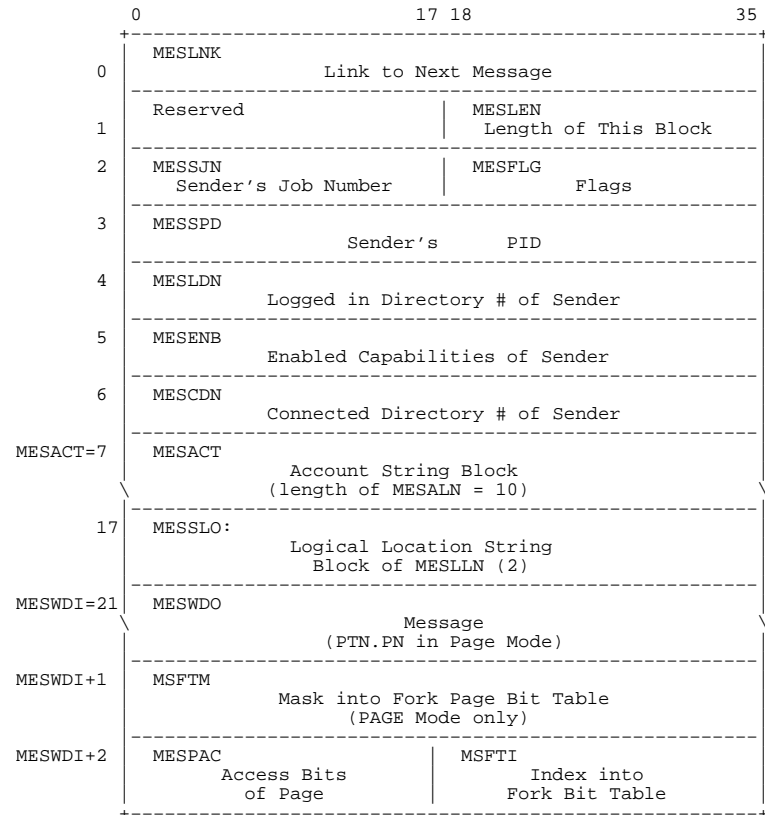 0 17 18 35
MESLNK
0 Link to Next Message
Reserved MESLEN
1 Length of This Block
2 MESSJN MESFLG
Sender's Job Number Flags
3 MESSPD
Sender's PID
4 MESLDN
Logged in Directory # of Sender
5 MESENB
Enabled Capabilities of Sender
6 MESCDN
Connected Directory # of Sender
MESACT=7 MESACT
Account String Block
(length of MESALN = 10)
17 MESSLO:
Logical Location String
Block of MESLLN (2)
MESWDI=21 MESWDO
Message
(PTN.PN in Page Mode)
MESWDI+1 MSFTM
Mask into Fork Page Bit Table
(PAGE Mode only)
MESWDI+2 MESPAC MSFTI
Access Bits Index into
of Page Fork Bit Table